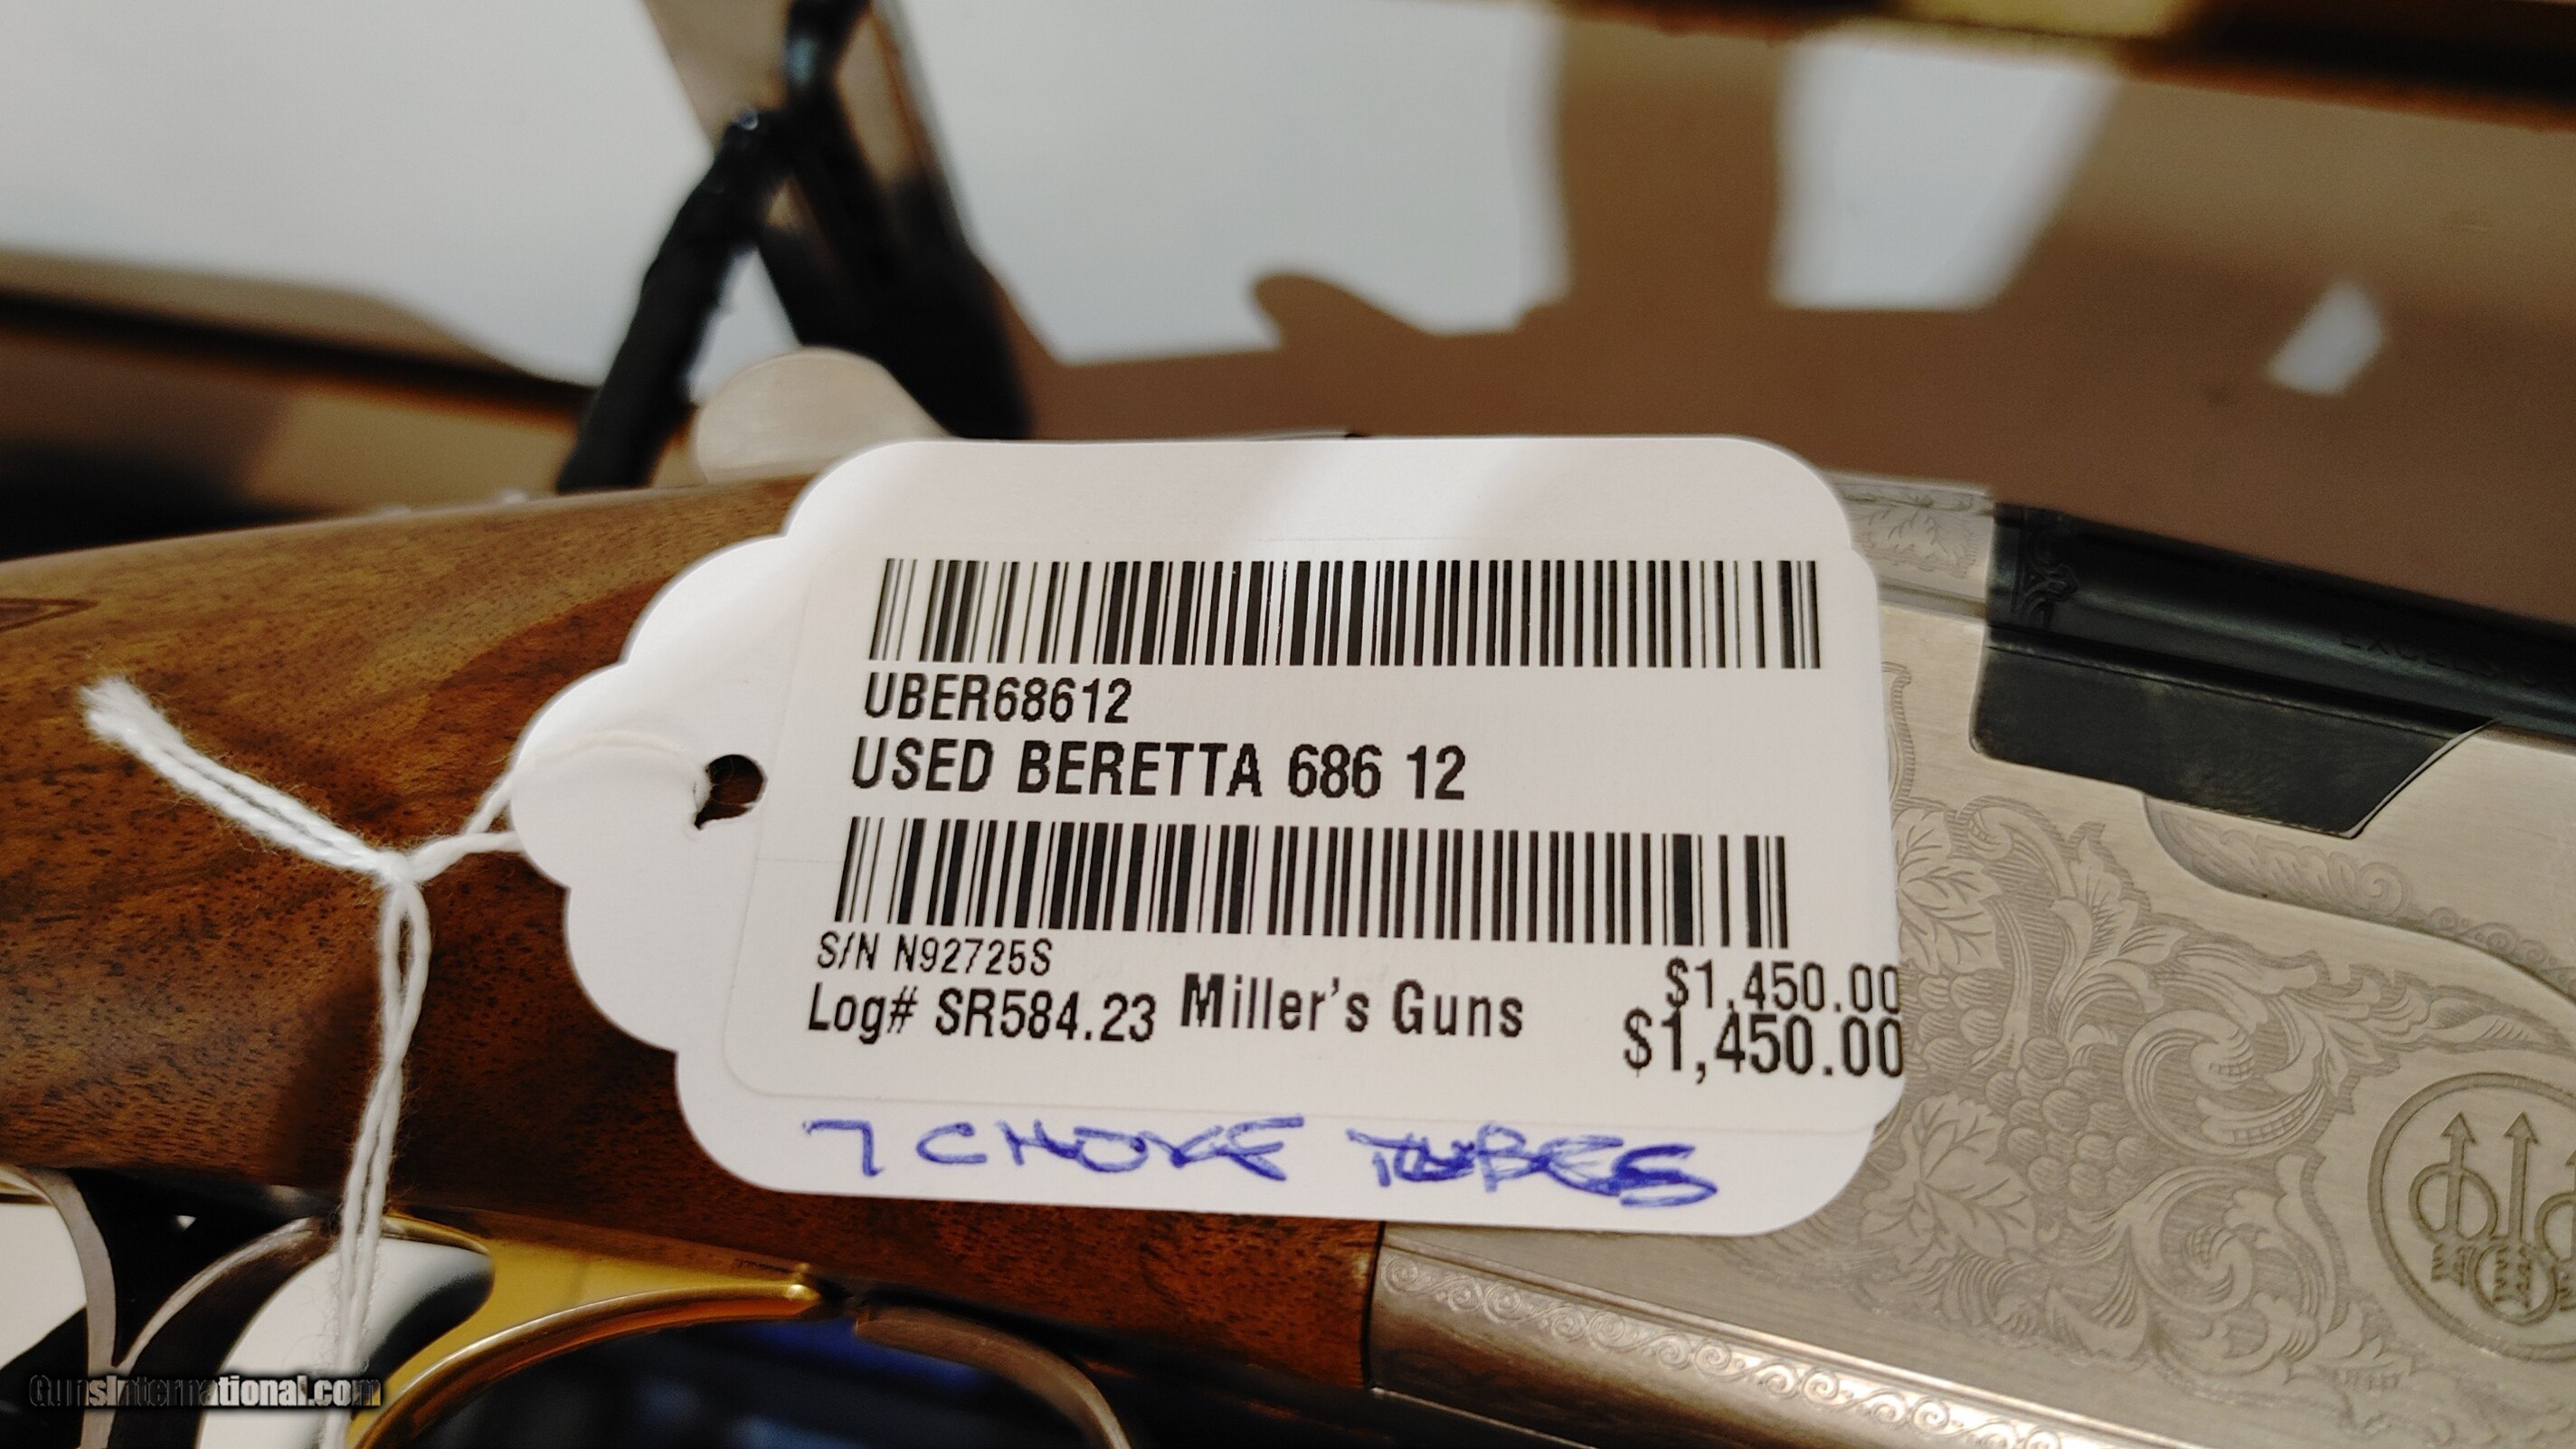 UBER68612
USED BERETTA 686 12
S/N N92725S
Log# SR584.23 Miller's Guns
$1,450.00
$1,450.00
7 CHOKE TUBES
GunsInternational.com